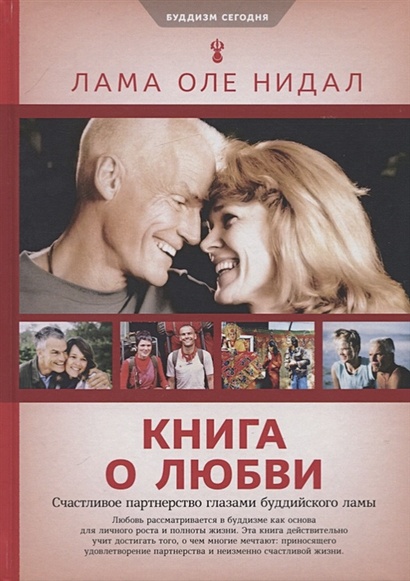 БУДДИЗМ СЕГОДНЯ
ЛАМА ОЛЕ НИДАЛ
КНИГА
О ЛЮБВИ
Счастливое партнерство глазами буддийского ламы
Любовь рассматривается в буддизме как основа
для личного роста и полноты жизни. Эта книга действительно
учит достигать того, о чем многие мечтают: приносящего
удовлетворение партнерства и неизменно счастливой жизни.